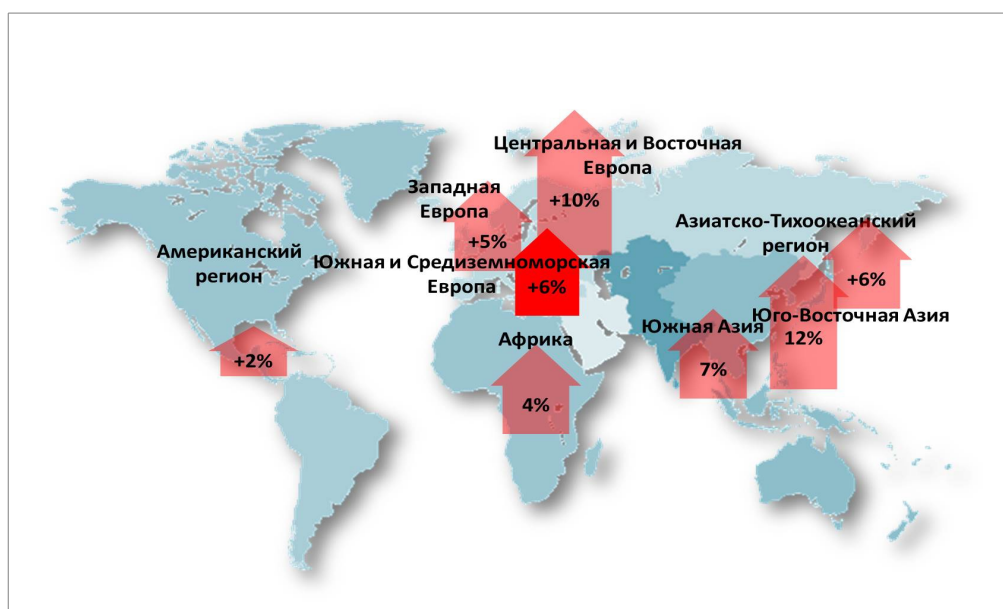 Центральная и Восточная
Европа
+10%
Западная
Европа
+5%
Азиатско-Тихоокеанский
регион
+6%
Американский
регион
+2%
Южная и Средиземноморская
Европа
+6%
Юго-Восточная Азия
12%
Южная Азия
7%
Африка
4%